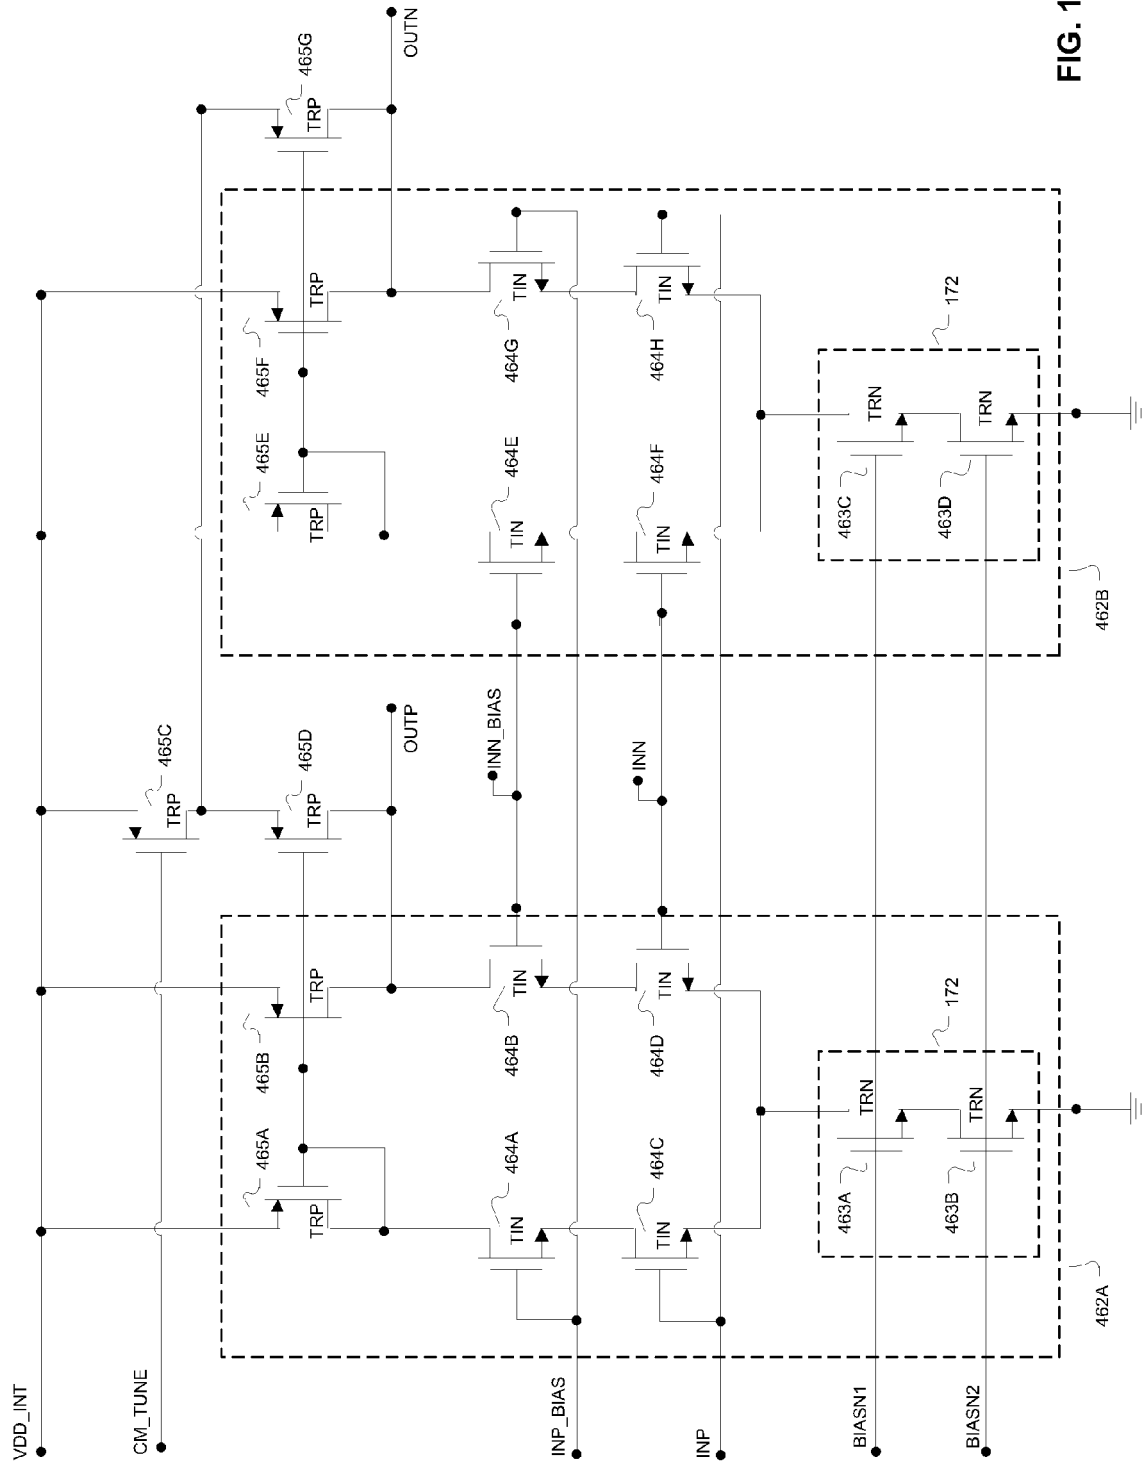 FIG. 1
VDD_INT
CM_TUNE
INP_BIAS
INP
BIASN1
BIASN2
465A
TRP
465B
TRP
465C
TRP
465D
TRP
OUTP
465E
TRP
465F
TRP
465G
TRP
OUTN
464A
TIN
464B
TIN
INN_BIAS
464E
TIN
464G
TIN
464C
TIN
464D
TIN
INN
464F
TIN
464H
TIN
463A
TRN
463B
TRN
172
462A
463C
TRN
463D
TRN
172
462B